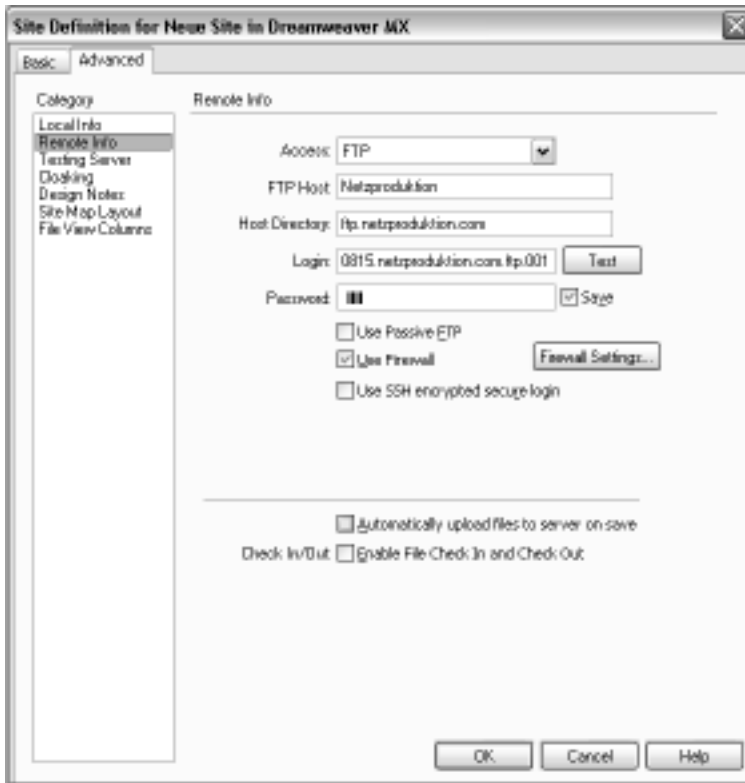 Site Definition for Neue Site in Dreamweaver MX
Basic Advanced
Category
Local Info
Remote Info
Testing Server
Cloaking
Design Notes
Site Map Layout
File View Columns
Remote Info
Access: FTP
FTP Host: Netzproduktion
Host Directory: ftp.netzproduktion.com
Login: 0815.netzproduktion.com.ftp.001 Test
Password: Save
Use Passive FTP
Use Firewall Firewall Settings...
Use SSH encrypted secure login
Automatically upload files to server on save
Check In/Out: Enable File Check In and Check Out
OK Cancel Help